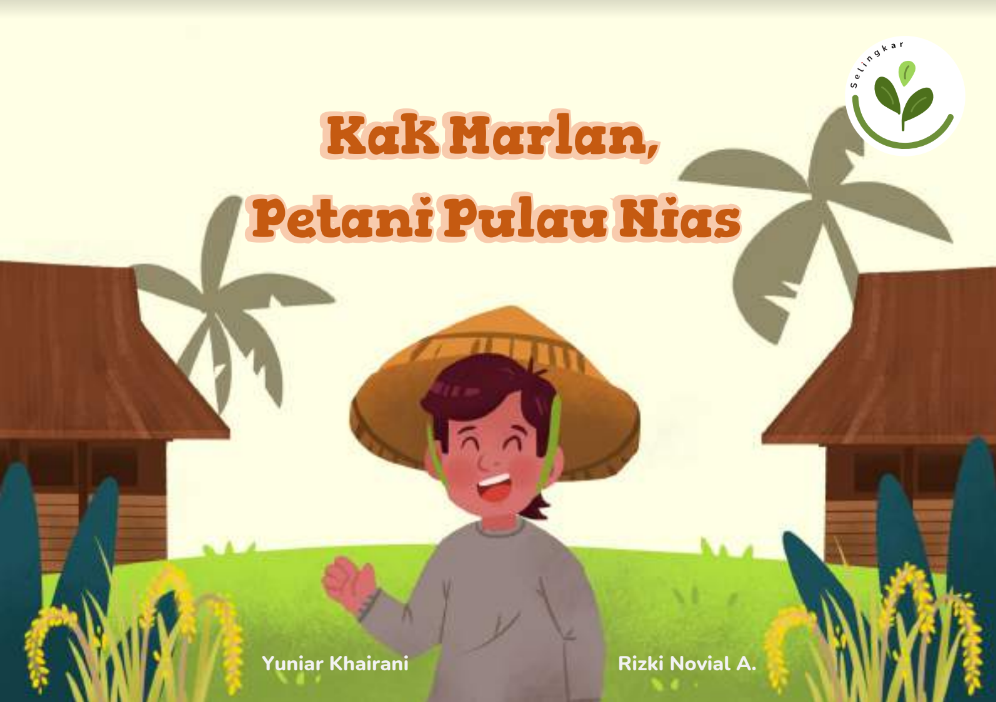 Selingkar
Kak Marlan,
Petani Pulau Nias
Yuniar Khairani
Rizki Novial A.